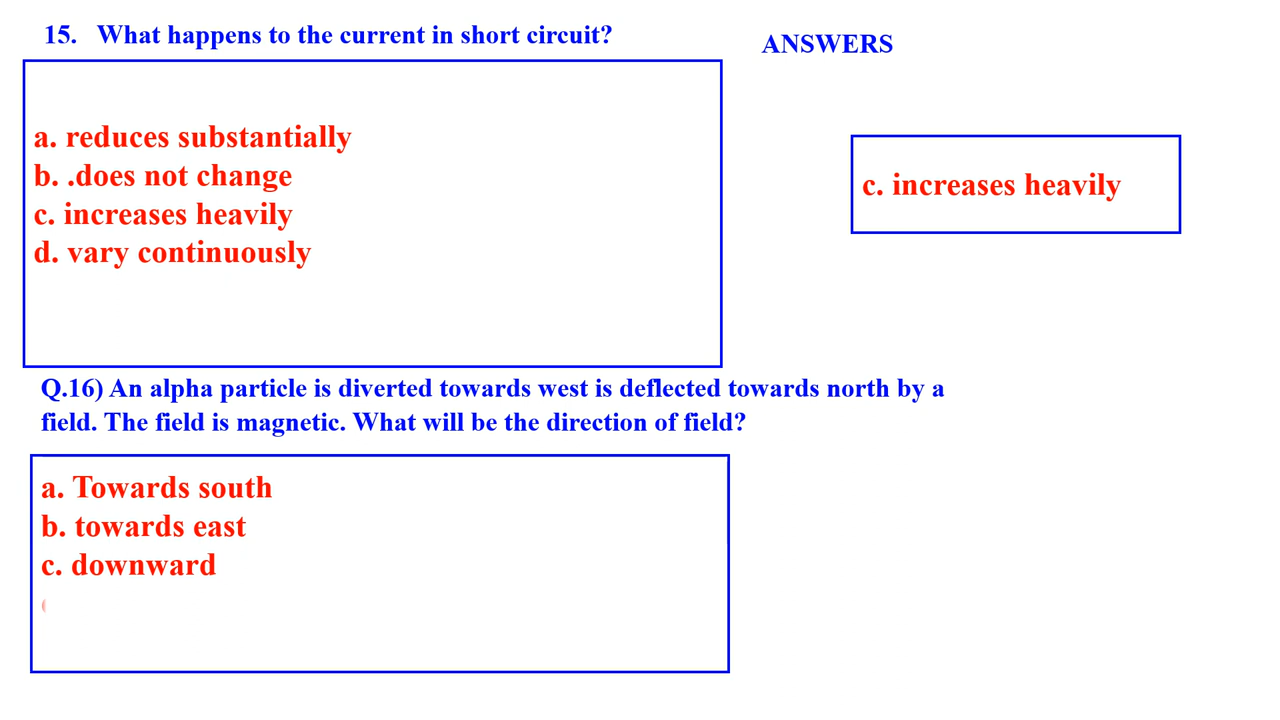 15. What happens to the current in short circuit?
ANSWERS
a. reduces substantially
b. .does not change
c. increases heavily
d. vary continuously
c. increases heavily
Q.16) An alpha particle is diverted towards west is deflected towards north by a
field. The field is magnetic. What will be the direction of field?
a. Towards south
b. towards east
c. downward